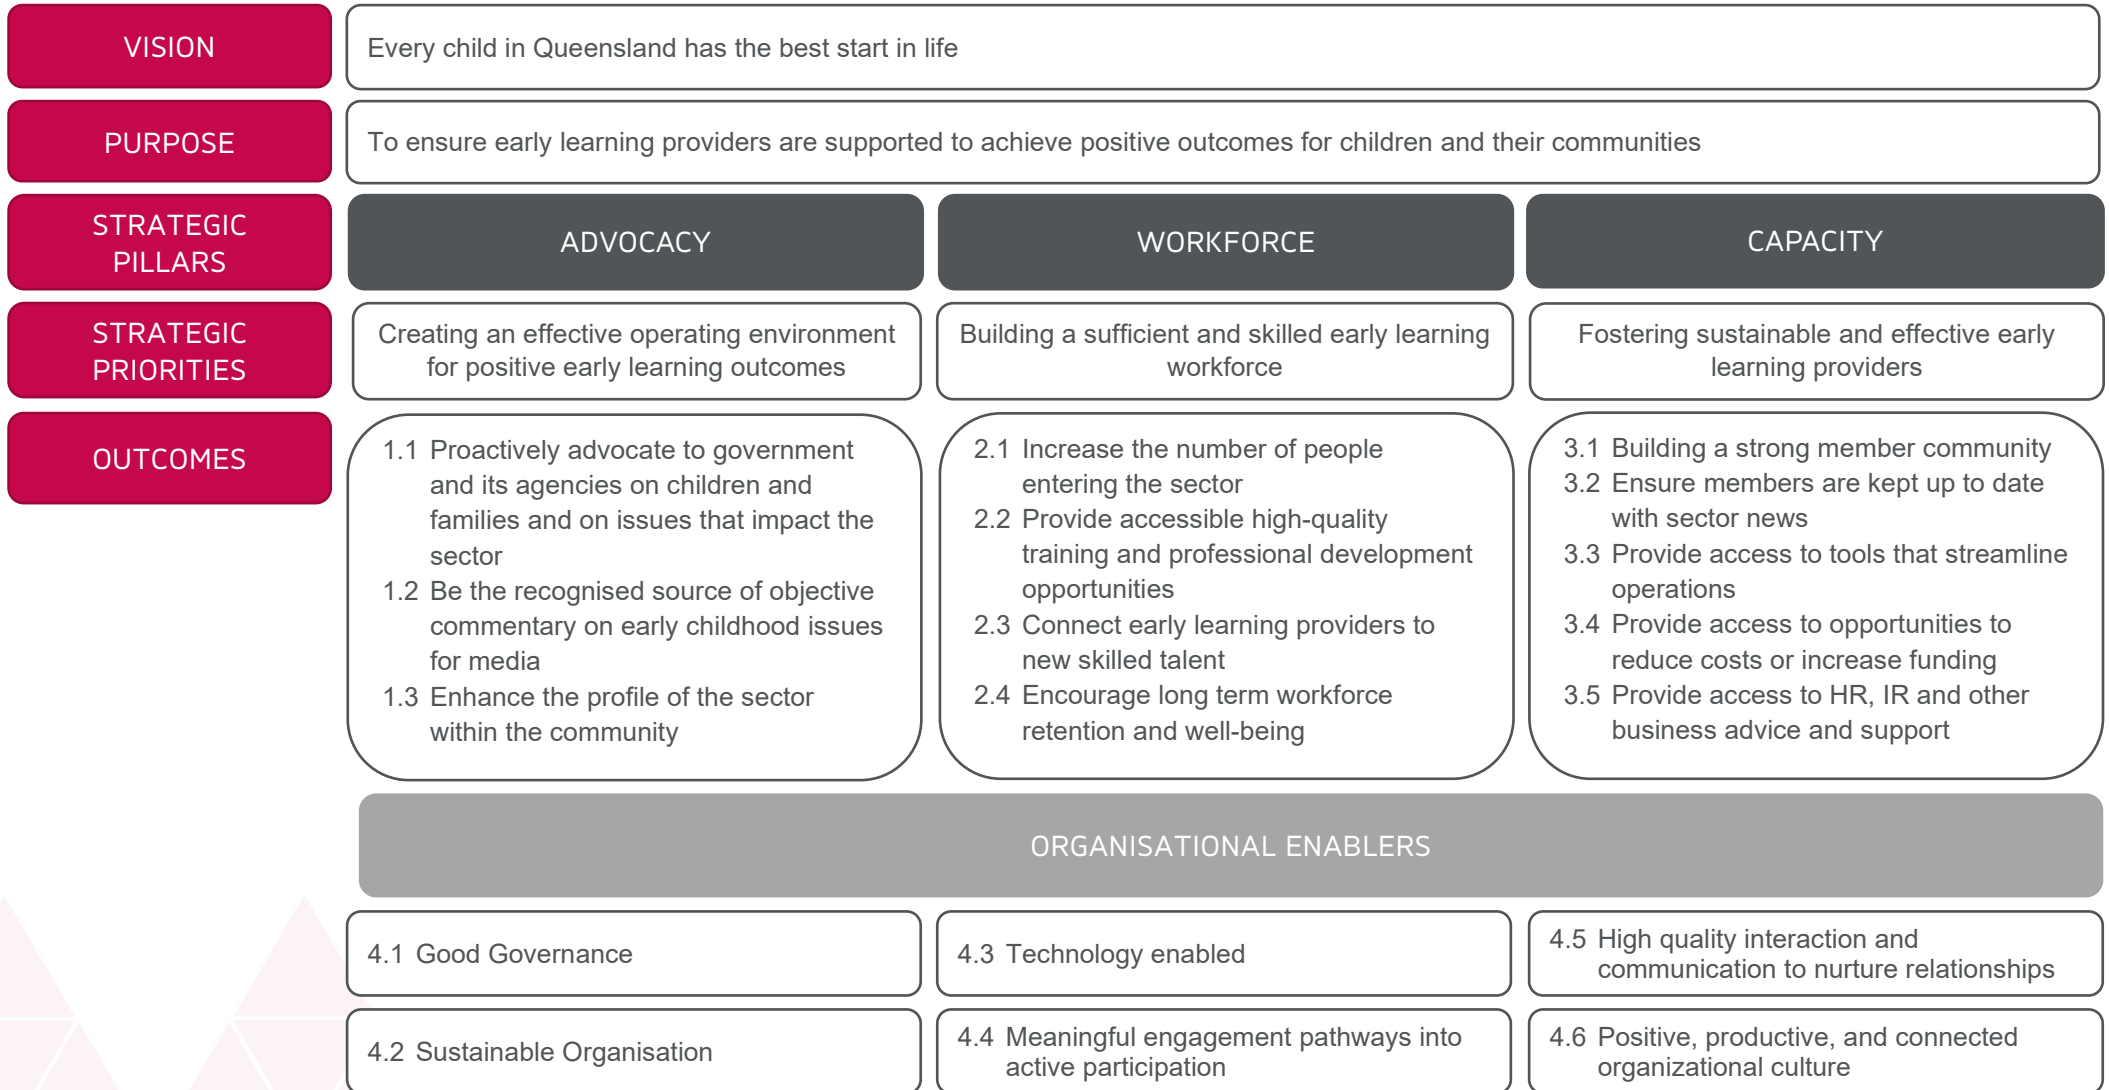 VISION
Every child in Queensland has the best start in life
PURPOSE
To ensure early learning providers are supported to achieve positive outcomes for children and their communities
STRATEGIC
PILLARS
ADVOCACY
WORKFORCE
CAPACITY
STRATEGIC
PRIORITIES
Creating an effective operating environment
for positive early learning outcomes
Building a sufficient and skilled early learning
workforce
Fostering sustainable and effective early
learning providers
OUTCOMES
1.1 Proactively advocate to government
and its agencies on children and
families and on issues that impact the
sector
1.2 Be the recognised source of objective
commentary on early childhood issues
for media
1.3 Enhance the profile of the sector
within the community
2.1 Increase the number of people
entering the sector
2.2 Provide accessible high-quality
training and professional development
opportunities
2.3 Connect early learning providers to
new skilled talent
2.4 Encourage long term workforce
retention and well-being
3.1 Building a strong member community
3.2 Ensure members are kept up to date
with sector news
3.3 Provide access to tools that streamline
operations
3.4 Provide access to opportunities to
reduce costs or increase funding
3.5 Provide access to HR, IR and other
business advice and support
ORGANISATIONAL ENABLERS
4.1 Good Governance
4.3 Technology enabled
4.5 High quality interaction and
communication to nurture relationships
4.2 Sustainable Organisation
4.4 Meaningful engagement pathways into
active participation
4.6 Positive, productive, and connected
organizational culture